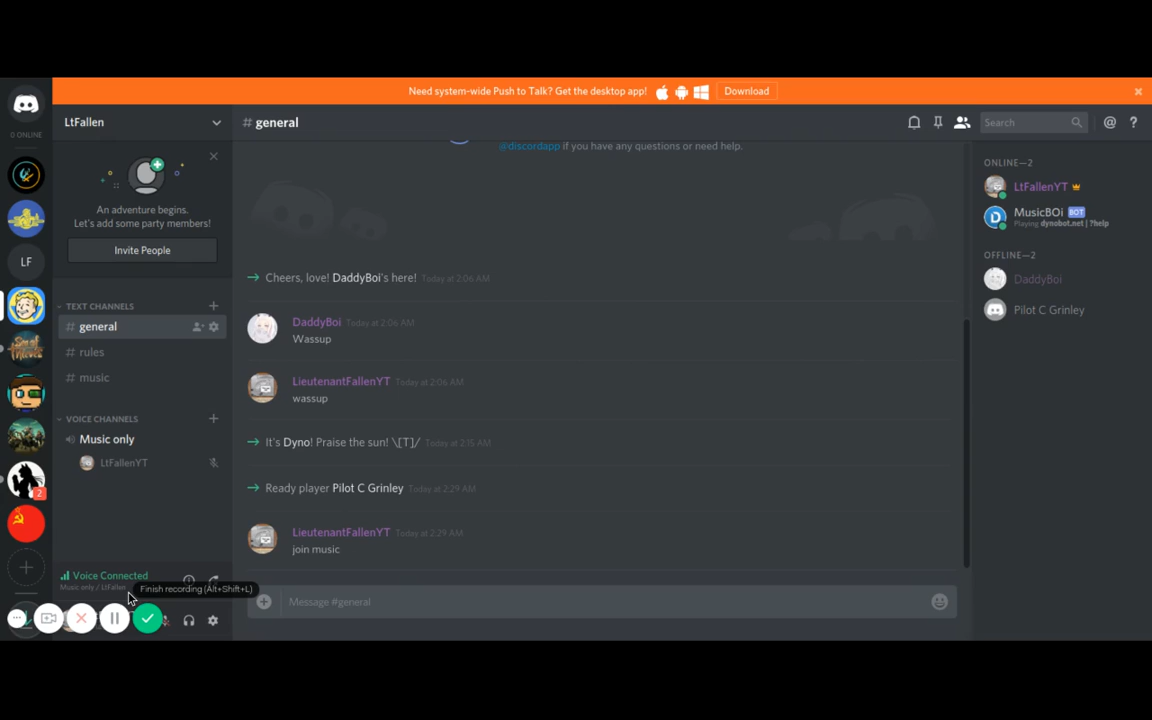 Need system-wide Push to Talk? Get the desktop app!
Download
0 ONLINE
LF
2
LtFallen
An adventure begins.
Let's add some party members!
Invite People
TEXT CHANNELS
# general
# rules
# music
VOICE CHANNELS
Music only
LtFallenYT
Voice Connected
Music only / LtFallen
Finish recording (Alt+Shift+L)
# general
Search
@discordapp if you have any questions or need help.
Cheers, love! DaddyBoi's here! Today at 2:06 AM
DaddyBoi Today at 2:06 AM
Wassup
LieutenantFallenYT Today at 2:06 AM
wassup
It's Dyno! Praise the sun! \[T]/ Today at 2:15 AM
Ready player Pilot C Grinley Today at 2:29 AM
LieutenantFallenYT Today at 2:29 AM
join music
Message #general
ONLINE—2
LtFallenYT
MusicBOi BOT
Playing dynobot.net | ?help
OFFLINE—2
DaddyBoi
Pilot C Grinley